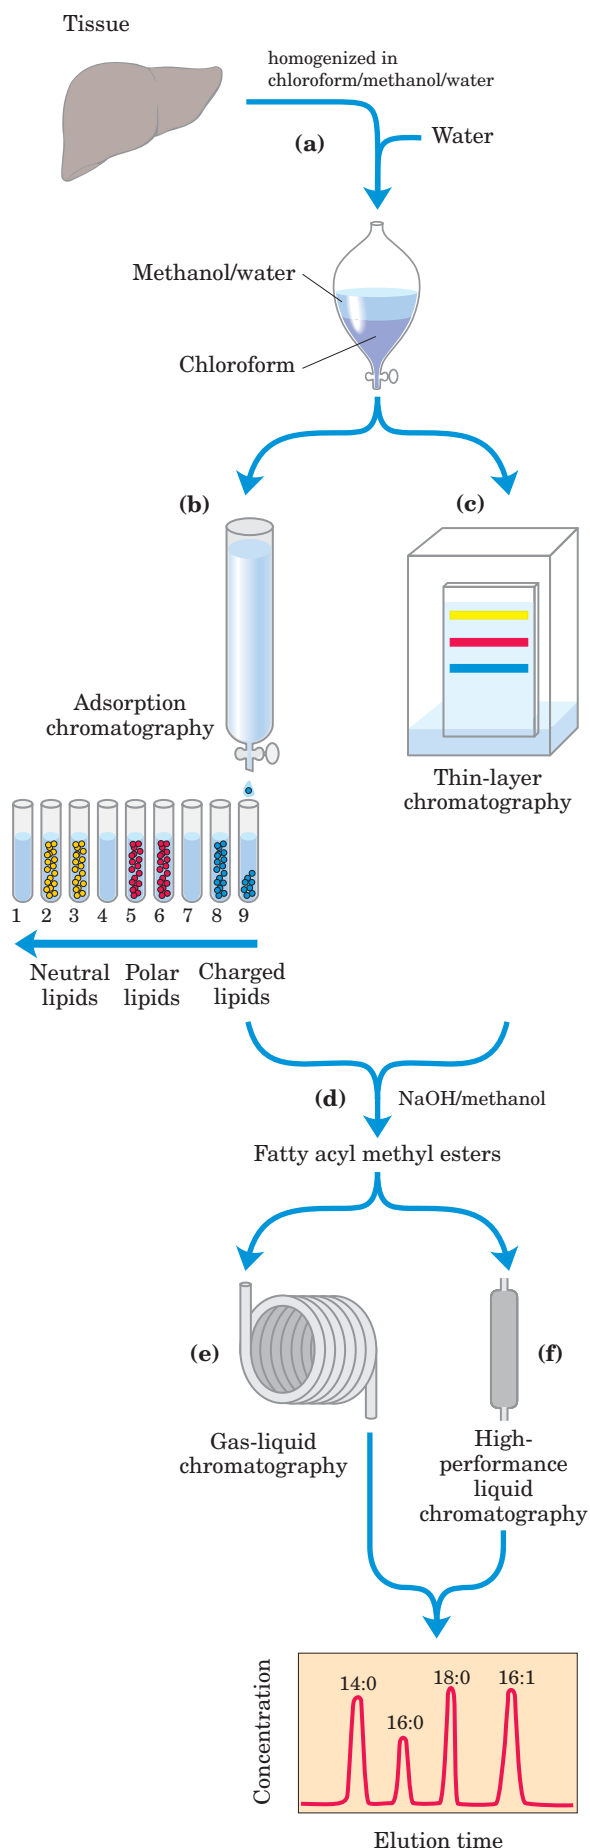 Tissue
homogenized in
chloroform/methanol/water
(a)
Water
Methanol/water
Chloroform
(b)
(c)
Adsorption
chromatography
Thin-layer
chromatography
1 2 3 4 5 6 7 8 9
Neutral
lipids
Polar
lipids
Charged
lipids
(d)
NaOH/methanol
Fatty acyl methyl esters
(e)
(f)
Gas-liquid
chromatography
High-
performance
liquid
chromatography
Concentration
14:0
16:0
18:0
16:1
Elution time